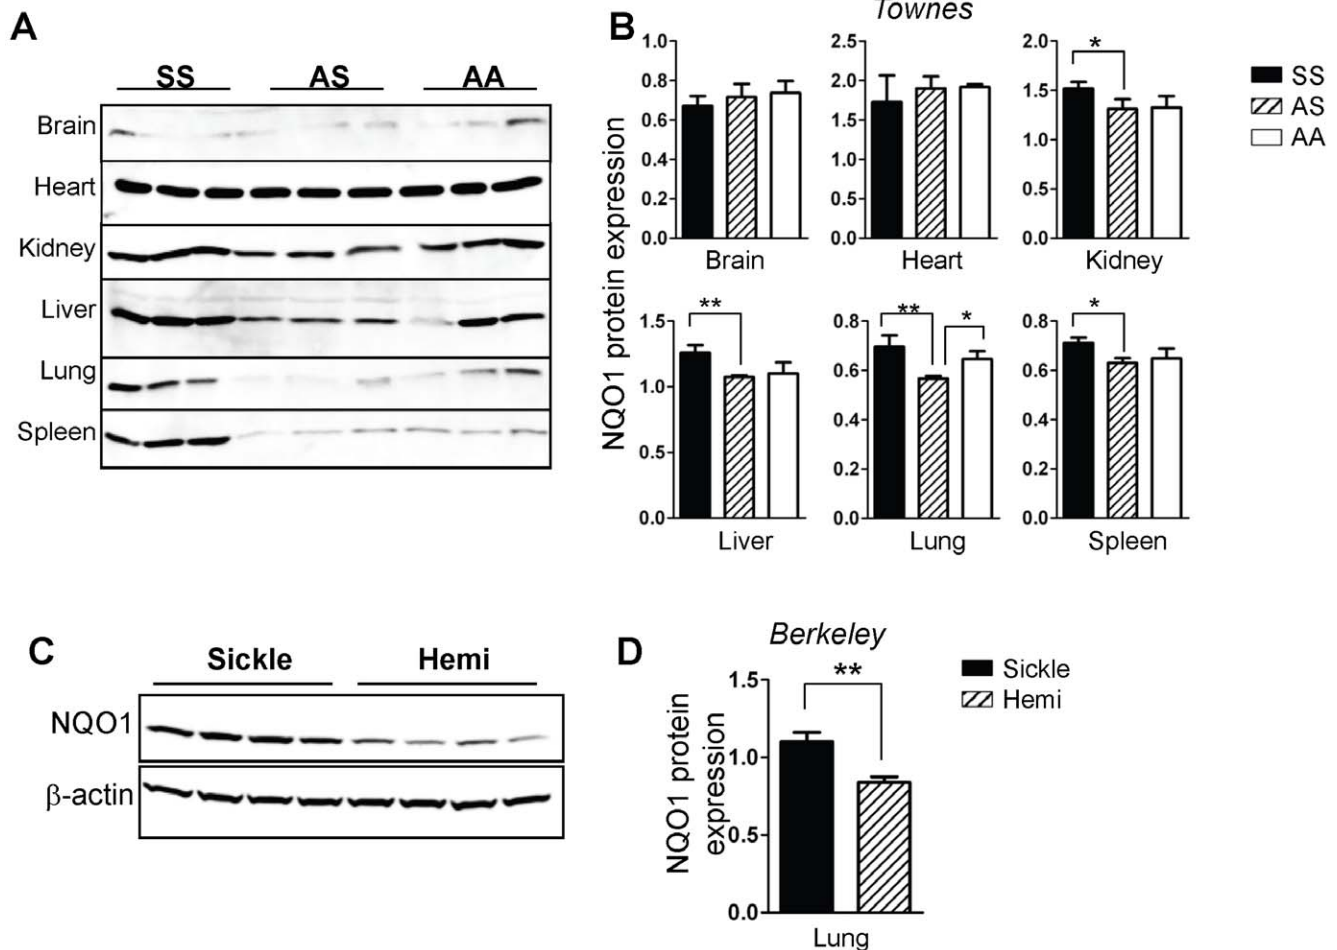 A
SS AS AA
Brain
Heart
Kidney
Liver
Lung
Spleen
B
Townes
NQO1 protein expression
1.0
0.8
0.6
0.4
0.2
0.0
Brain
2.5
2.0
1.5
1.0
0.5
0.0
Heart
2.0
1.5
1.0
0.5
0.0
*
Kidney
SS
AS
AA
1.5
1.0
0.5
0.0
**
Liver
0.8
0.6
0.4
0.2
0.0
** *
Lung
0.8
0.6
0.4
0.2
0.0
*
Spleen
C
Sickle Hemi
NQO1
β-actin
D
Berkeley
NQO1 protein
expression
1.5
1.0
0.5
0.0
**
Lung
Sickle
Hemi